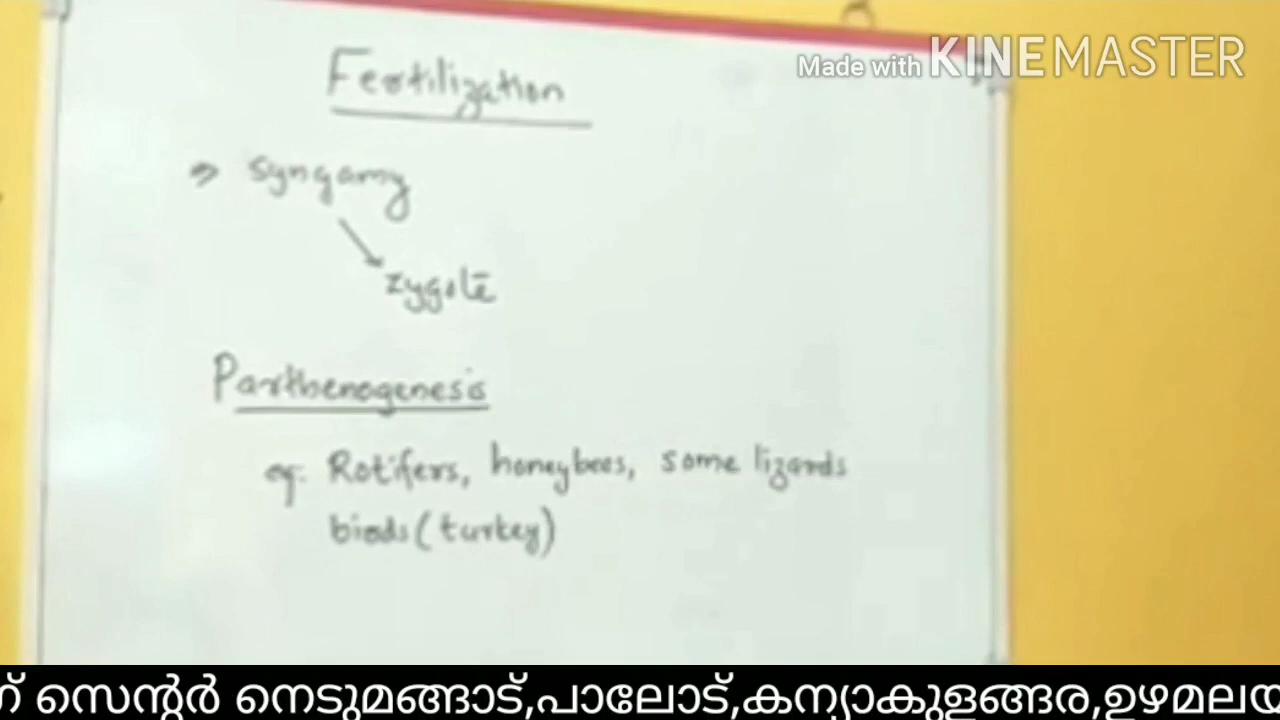 Made with KINEMASTER
Fertilization
⇒ syngamy
zygote
Parthenogenesis
eg: Rotifers, honeybees, some lizards
birds (turkey)
ന് സെന്റർ നെടുമങ്ങാട്,പാലോട്,കന്യാകുളങ്ങര,ഉഴമലയ